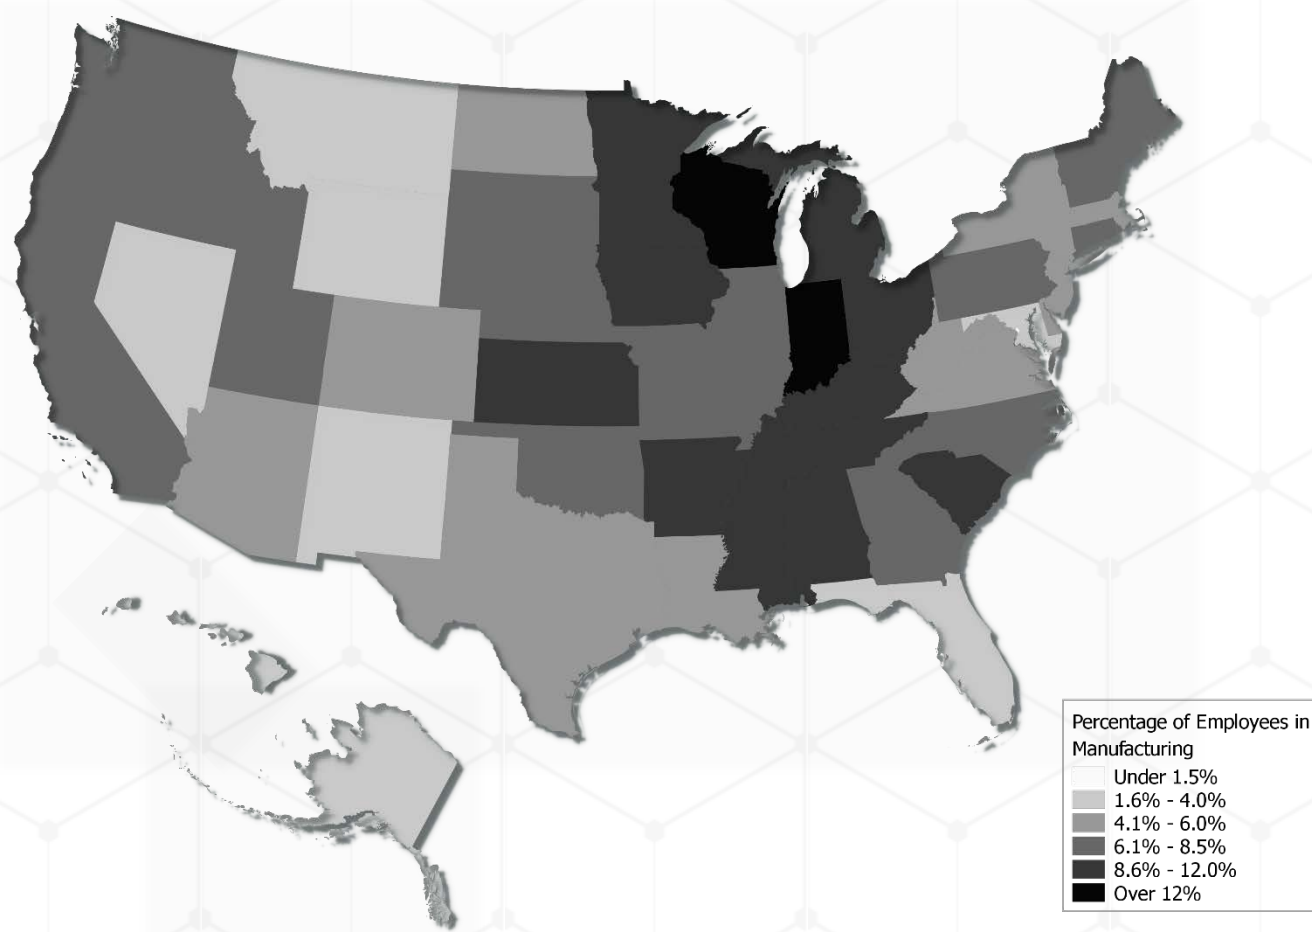 Percentage of Employees in
Manufacturing
Under 1.5%
1.6% - 4.0%
4.1% - 6.0%
6.1% - 8.5%
8.6% - 12.0%
Over 12%